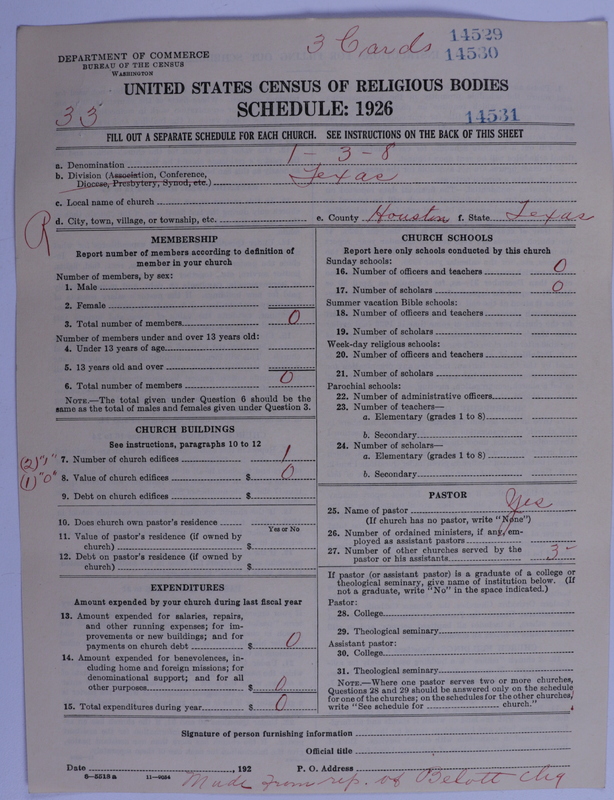 3 Cards 14529
14530
DEPARTMENT OF COMMERCE
BUREAU OF THE CENSUS
WASHINGTON
UNITED STATES CENSUS OF RELIGIOUS BODIES
33 SCHEDULE: 1926 14531
FILL OUT A SEPARATE SCHEDULE FOR EACH CHURCH. SEE INSTRUCTIONS ON THE BACK OF THIS SHEET
a. Denomination 1-3-8
b. Division (Association, Conference,
Diocese, Presbytery, Synod, etc.) Texas
c. Local name of church
d. City, town, village, or township, etc. e. County Houston f. State Texas
R
MEMBERSHIP
Report number of members according to definition of
member in your church
Number of members, by sex:
1. Male
2. Female
3. Total number of members 0
Number of members under and over 13 years old:
4. Under 13 years of age
5. 13 years old and over
6. Total number of members 0
NOTE.—The total given under Question 6 should be the
same as the total of males and females given under Question 3.
CHURCH BUILDINGS
See instructions, paragraphs 10 to 12
(2) "1" 7. Number of church edifices 1
(1) "0" 8. Value of church edifices $ 0
9. Debt on church edifices $
10. Does church own pastor's residence
Yes or No
11. Value of pastor's residence (if owned by
church) $
12. Debt on pastor's residence (if owned by
church) $
EXPENDITURES
Amount expended by your church during last fiscal year
13. Amount expended for salaries, repairs,
and other running expenses; for im-
provements or new buildings; and for
payments on church debt $ 0
14. Amount expended for benevolences, in-
cluding home and foreign missions; for
denominational support; and for all
other purposes $ 0
15. Total expenditures during year $ 0
CHURCH SCHOOLS
Report here only schools conducted by this church
Sunday schools:
16. Number of officers and teachers 0
17. Number of scholars 0
Summer vacation Bible schools:
18. Number of officers and teachers
19. Number of scholars
Week-day religious schools:
20. Number of officers and teachers
21. Number of scholars
Parochial schools:
22. Number of administrative officers
23. Number of teachers—
a. Elementary (grades 1 to 8)
b. Secondary
24. Number of scholars—
a. Elementary (grades 1 to 8)
b. Secondary
PASTOR
25. Name of pastor Yes
(If church has no pastor, write "None")
26. Number of ordained ministers, if any, em-
ployed as assistant pastors
27. Number of other churches served by the
pastor or his assistants 3-
If pastor (or assistant pastor) is a graduate of a college or
theological seminary, give name of institution below. (If
not a graduate, write "No" in the space indicated.)
Pastor:
28. College
29. Theological seminary
Assistant pastor:
30. College
31. Theological seminary
NOTE.—Where one pastor serves two or more churches,
Questions 28 and 29 should be answered only on the schedule
for one of the churches; on the schedules for the other churches,
write "See schedule for church."
Signature of person furnishing information
Official title
Date , 192 P. O. Address
8-5518 a 11-9024
Made from rep. of Belott chg